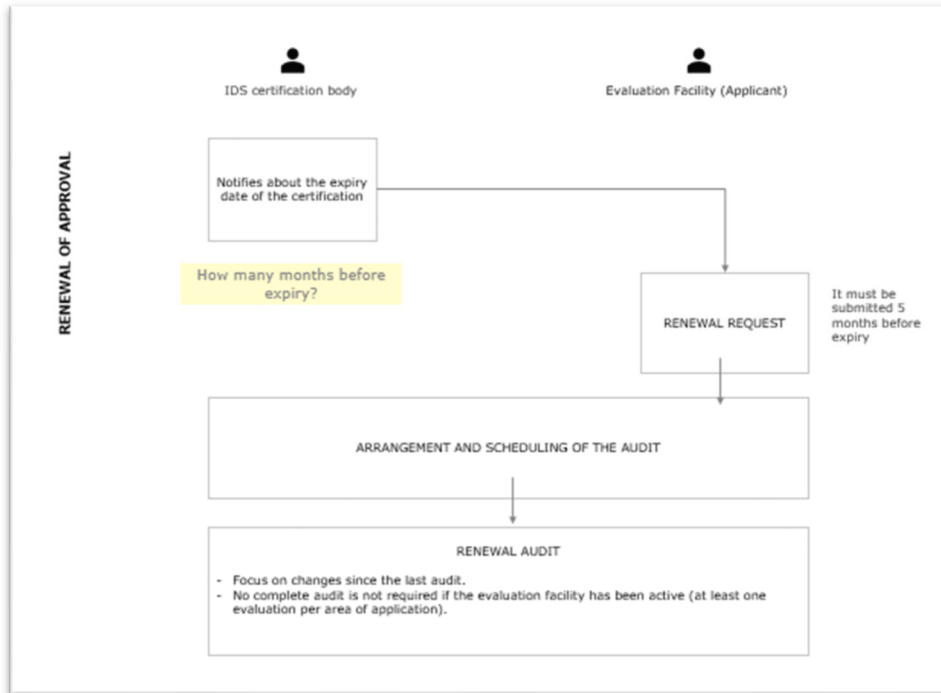 IDS certification body
Evaluation Facility (Applicant)
RENEWAL OF APPROVAL
Notifies about the expiry
date of the certification
How many months before
expiry?
RENEWAL REQUEST
It must be
submitted 5
months before
expiry
ARRANGEMENT AND SCHEDULING OF THE AUDIT
RENEWAL AUDIT
- Focus on changes since the last audit.
- No complete audit is not required if the evaluation facility has been active (at least one
evaluation per area of application).